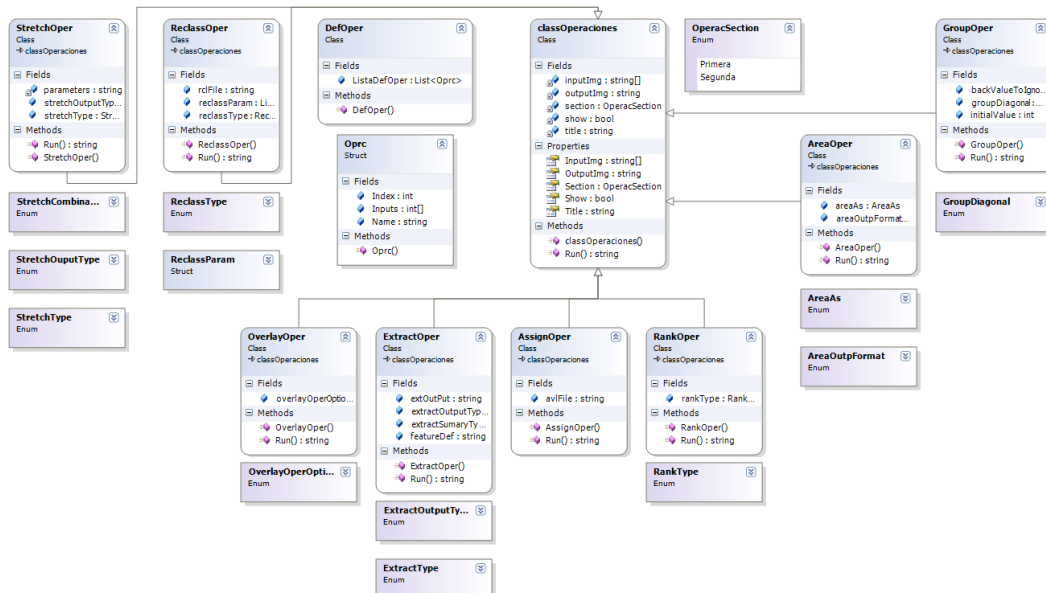 StretchOper
Class
classOperaciones
Fields
parameters : string
stretchOutputTyp...
stretchType : Str...
Methods
Run() : string
StretchOper()
StretchCombina...
Enum
StretchOuputType
Enum
StretchType
Enum
ReclassOper
Class
classOperaciones
Fields
rclFile : string
reclassParam : Li...
reclassType : Rec...
Methods
ReclassOper()
Run() : string
ReclassType
Enum
ReclassParam
Struct
DefOper
Class
Fields
ListaDefOper : List<Oprc>
Methods
DefOper()
Oprc
Struct
Fields
Index : int
Inputs : int[]
Name : string
Methods
Oprc()
classOperaciones
Class
Fields
inputImg : string[]
outputImg : string
section : OperacSection
show : bool
title : string
Properties
InputImg : string[]
OutputImg : string
Section : OperacSection
Show : bool
Title : string
Methods
classOperaciones()
Run() : string
OperacSection
Enum
Primera
Segunda
AreaOper
Class
classOperaciones
Fields
areaAs : AreaAs
areaOutpFormat...
Methods
AreaOper()
Run() : string
AreaAs
Enum
AreaOutpFormat
Enum
GroupOper
Class
classOperaciones
Fields
backValueToIgno...
groupDiagonal:...
initialValue : int
Methods
GroupOper()
Run() : string
GroupDiagonal
Enum
OverlayOper
Class
classOperaciones
Fields
overlayOperOptio...
Methods
OverlayOper()
Run() : string
OverlayOperOpti...
Enum
ExtractOper
Class
classOperaciones
Fields
extOutPut : string
extractOutputTyp...
extractSumaryTy...
featureDef : string
Methods
ExtractOper()
Run() : string
ExtractOutputTy...
Enum
ExtractType
Enum
AssignOper
Class
classOperaciones
Fields
avlFile : string
Methods
AssignOper()
Run() : string
RankOper
Class
classOperaciones
Fields
rankType : Rank...
Methods
RankOper()
Run() : string
RankType
Enum